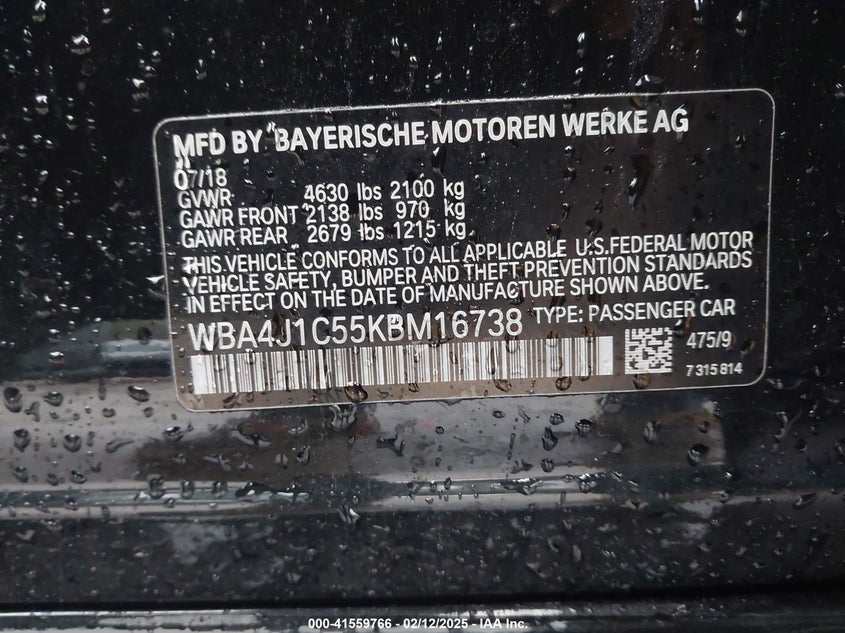 MFD BY BAYERISCHE MOTOREN WERKE AG
07/18
GVWR 4630 lbs 2100 kg
GAWR FRONT 2138 lbs 970 kg
GAWR REAR 2679 lbs 1215 kg
THIS VEHICLE CONFORMS TO ALL APPLICABLE U.S.FEDERAL MOTOR
VEHICLE SAFETY, BUMPER AND THEFT PREVENTION STANDARDS
IN EFFECT ON THE DATE OF MANUFACTURE SHOWN ABOVE.
WBA4J1C55KBM16738 TYPE: PASSENGER CAR
475/9
7 315 814
000-41559766 - 02/12/2025 - IAA Inc.